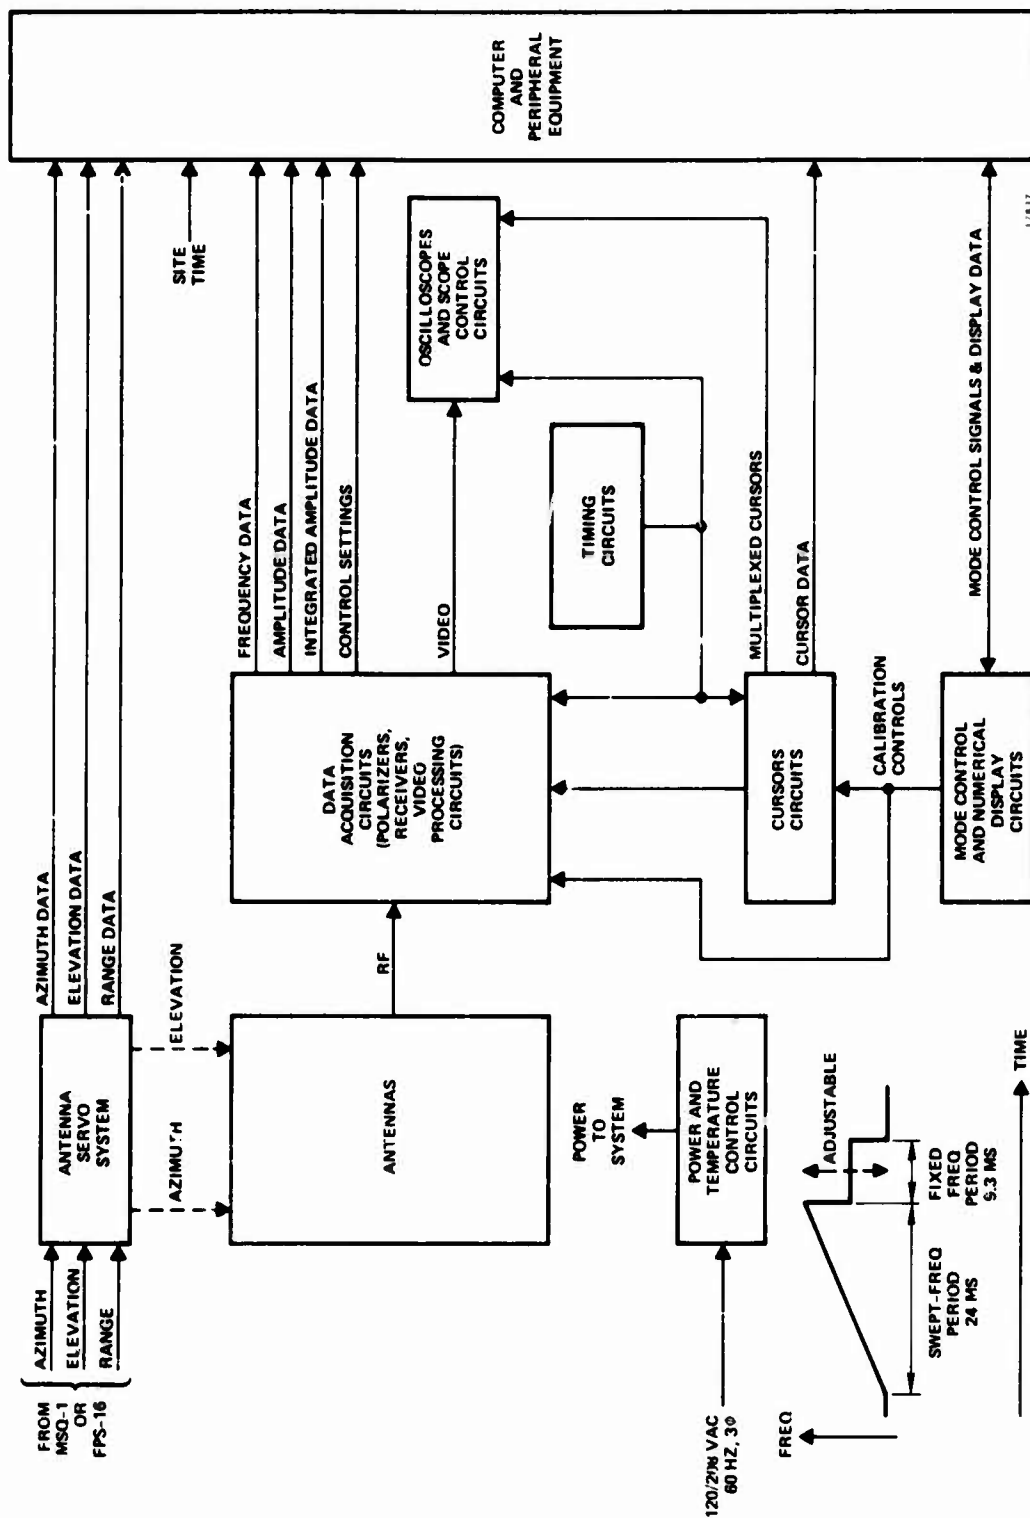 FROM
MSQ-1
OR
FPS-16
AZIMUTH
ELEVATION
RANGE
ANTENNA
SERVO
SYSTEM
AZIMUTH DATA
ELEVATION DATA
RANGE DATA
SITE
TIME
COMPUTER
AND
PERIPHERAL
EQUIPMENT
AZIMUTH
ELEVATION
ANTENNAS
RF
DATA
ACQUISITION
CIRCUITS
(POLARIZERS,
RECEIVERS,
VIDEO
PROCESSING
CIRCUITS)
FREQUENCY DATA
AMPLITUDE DATA
INTEGRATED AMPLITUDE DATA
CONTROL SETTINGS
VIDEO
OSCILLOSCOPES
AND SCOPE
CONTROL
CIRCUITS
TIMING
CIRCUITS
120/208 VAC
60 HZ, 3Φ
POWER AND
TEMPERATURE
CONTROL
CIRCUITS
POWER
TO
SYSTEM
CURSORS
CIRCUITS
MULTIPLEXED CURSORS
CURSOR DATA
CALIBRATION
CONTROLS
MODE CONTROL
AND NUMERICAL
DISPLAY
CIRCUITS
MODE CONTROL SIGNALS & DISPLAY DATA
FREQ
SWEPT-FREQ
PERIOD
24 MS
FIXED
FREQ
PERIOD
ADJUSTABLE
TIME